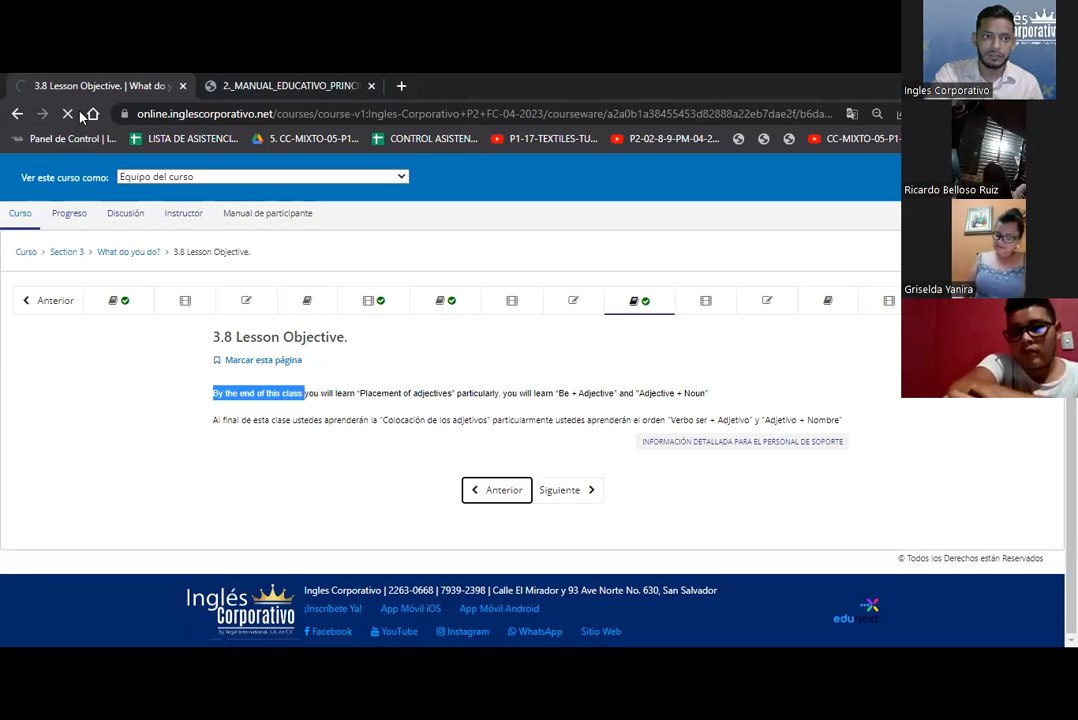 3.8 Lesson Objective. | What do y
2._MANUAL_EDUCATIVO_PRINCI
online.inglescorporativo.net/courses/course-v1:Ingles-Corporativo+P2+FC-04-2023/courseware/a2a0b1a38455453d82888a22eb7dae2f/b6da...
Panel de Control | I... LISTA DE ASISTENCI... 5. CC-MIXTO-05-P1... CONTROL ASISTEN... P1-17-TEXTILES-TU... P2-02-8-9-PM-04-2... CC-MIXTO-05-P1
Ver este curso como: Equipo del curso
Curso Progreso Discusión Instructor Manual de participante
Curso > Section 3 > What do you do? > 3.8 Lesson Objective.
Anterior
3.8 Lesson Objective.
Marcar esta página
By the end of this class you will learn “Placement of adjectives” particularly, you will learn “Be + Adjective” and "Adjective + Noun”
Al final de esta clase ustedes aprenderán la “Colocación de los adjetivos” particularmente ustedes aprenderán el orden “Verbo ser + Adjetivo” y “Adjetivo + Nombre”
INFORMACIÓN DETALLADA PARA EL PERSONAL DE SOPORTE
Anterior Siguiente
© Todos los Derechos están Reservados
Inglés Corporativo
By Regal International, S.A. de C.V.
Ingles Corporativo | 2263-0668 | 7939-2398 | Calle El Mirador y 93 Ave Norte No. 630, San Salvador
¡Inscríbete Ya! App Móvil iOS App Móvil Android
Facebook YouTube Instagram WhatsApp Sitio Web
edunext
és
Corporativ
Ingles Corporativo
Ricardo Belloso Ruiz
Griselda Yanira